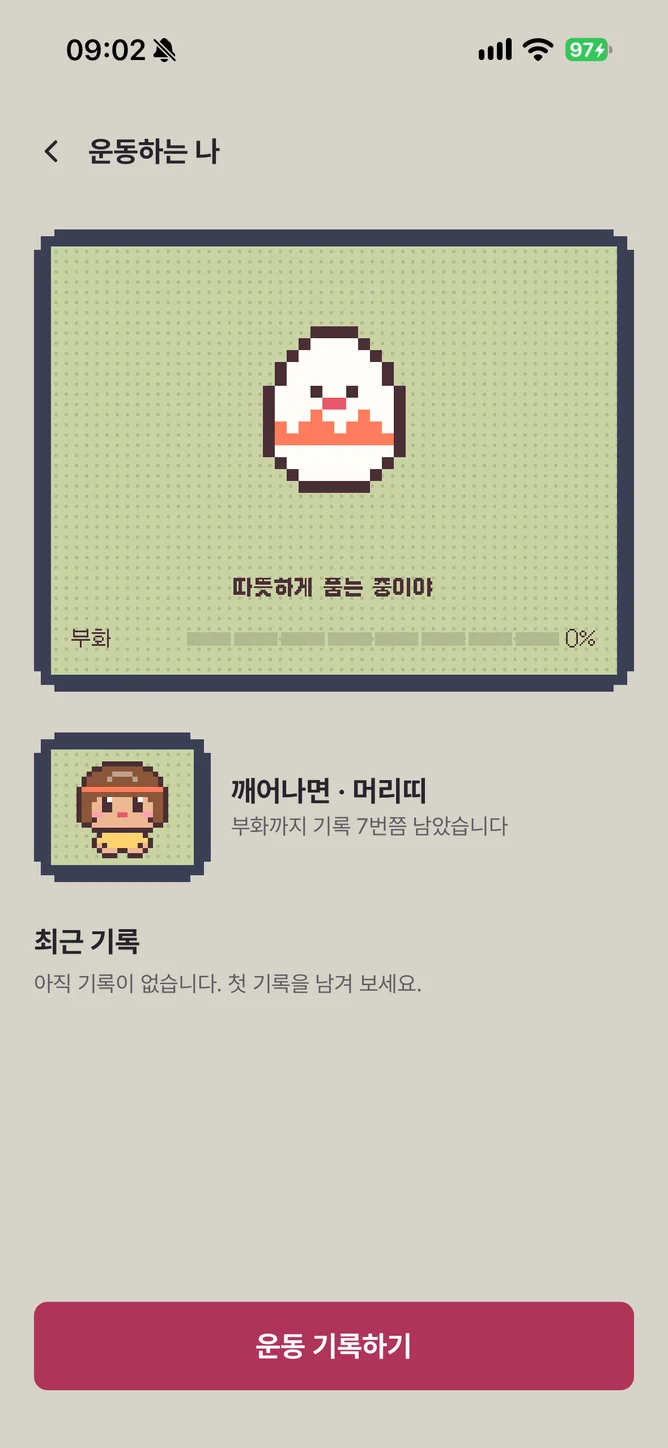 09:02
97
운동하는 나
따뜻하게 품는 중이야
부화 0%
깨어나면 · 머리띠
부화까지 기록 7번쯤 남았습니다
최근 기록
아직 기록이 없습니다. 첫 기록을 남겨 보세요.
운동 기록하기